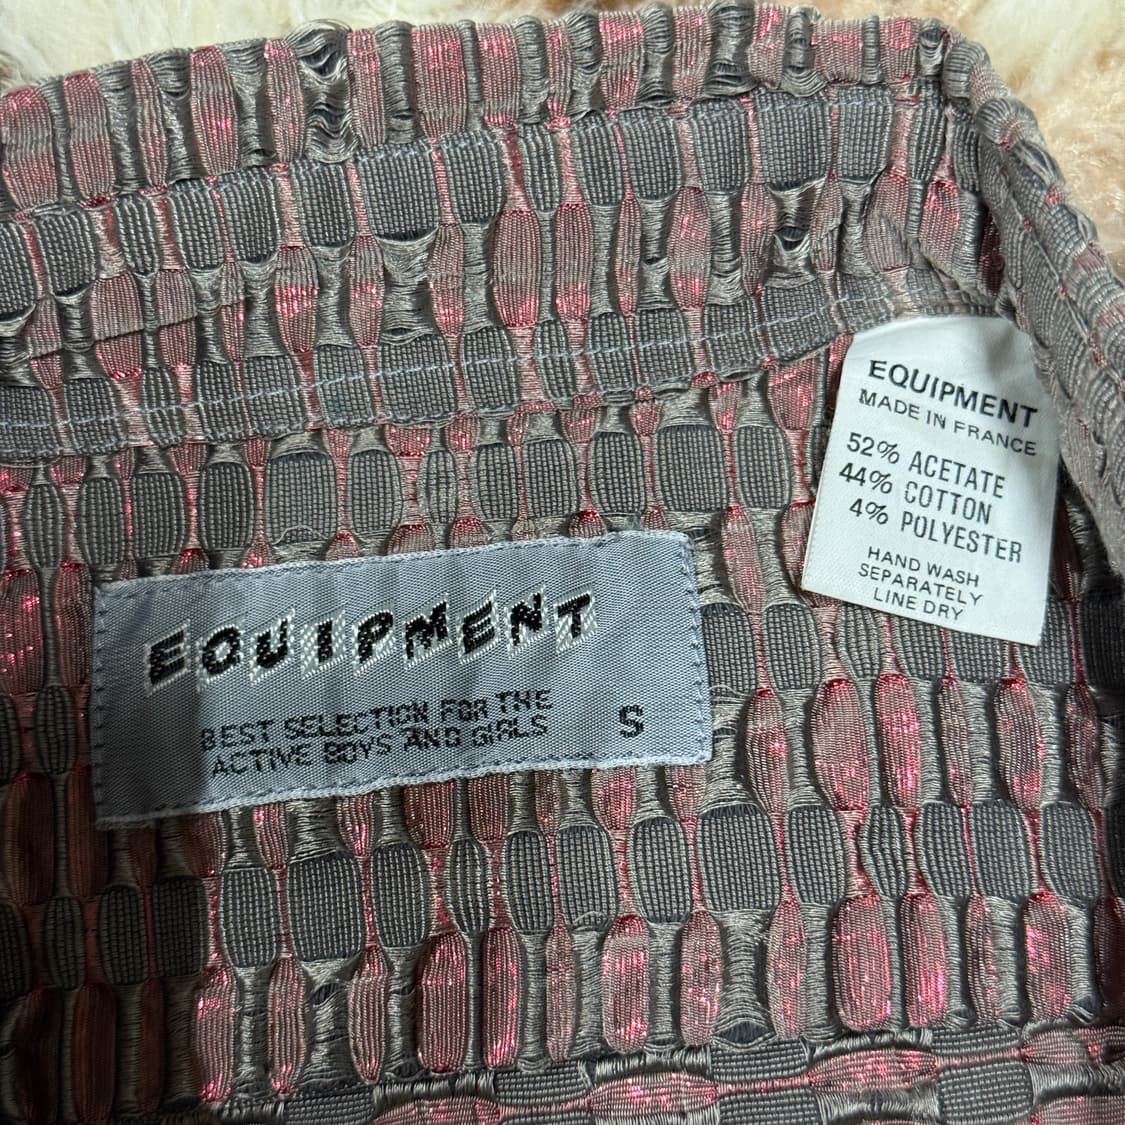 EQUIPMENT
BEST SELECTION FOR THE
ACTIVE BOYS AND GIRLS
S
EQUIPMENT
MADE IN FRANCE
52% ACETATE
44% COTTON
4% POLYESTER
HAND WASH
SEPARATELY
LINE DRY